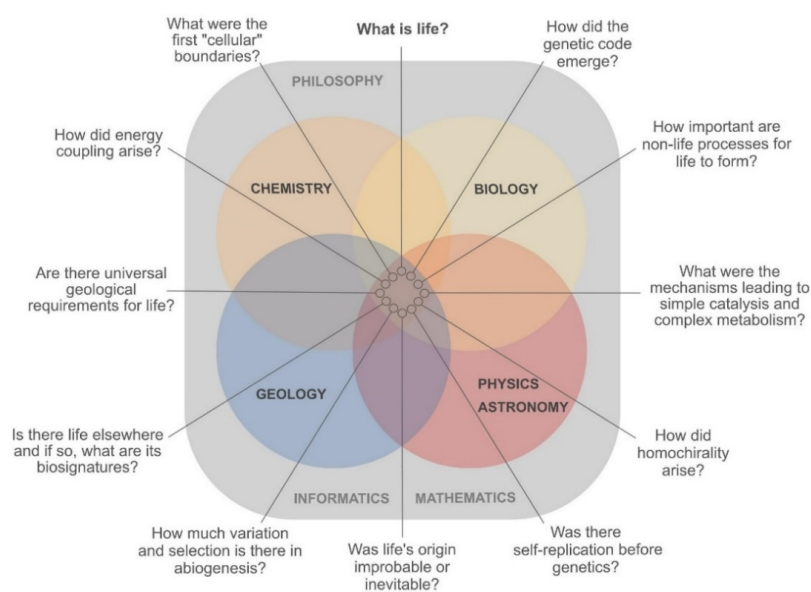 What were the
first "cellular"
boundaries?
What is life?
How did the
genetic code
emerge?
PHILOSOPHY
How did energy
coupling arise?
How important are
non-life processes for
life to form?
CHEMISTRY
BIOLOGY
Are there universal
geological
requirements for life?
What were the
mechanisms leading to
simple catalysis and
complex metabolism?
GEOLOGY
PHYSICS
ASTRONOMY
Is there life elsewhere
and if so, what are its
biosignatures?
How did
homochirality
arise?
INFORMATICS
MATHEMATICS
How much variation
and selection is there in
abiogenesis?
Was life's origin
improbable or
inevitable?
Was there
self-replication before
genetics?